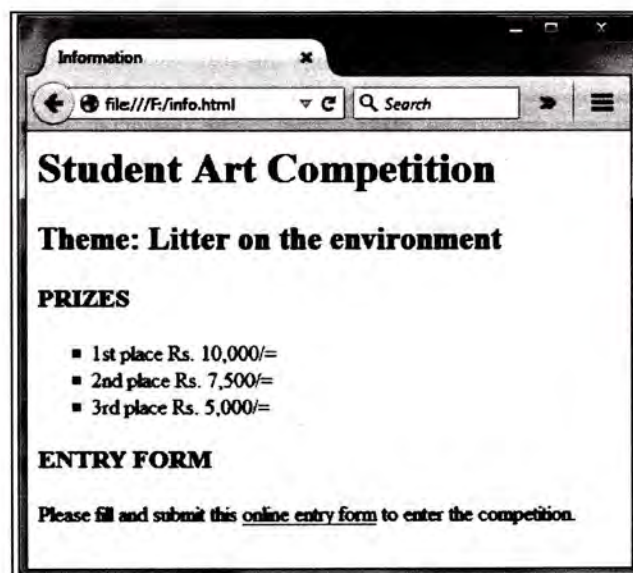 Information
file:///F:/info.html
Search
Student Art Competition
Theme: Litter on the environment
PRIZES
1st place Rs. 10,000/=
2nd place Rs. 7,500/=
3rd place Rs. 5,000/=
ENTRY FORM
Please fill and submit this online entry form to enter the competition.